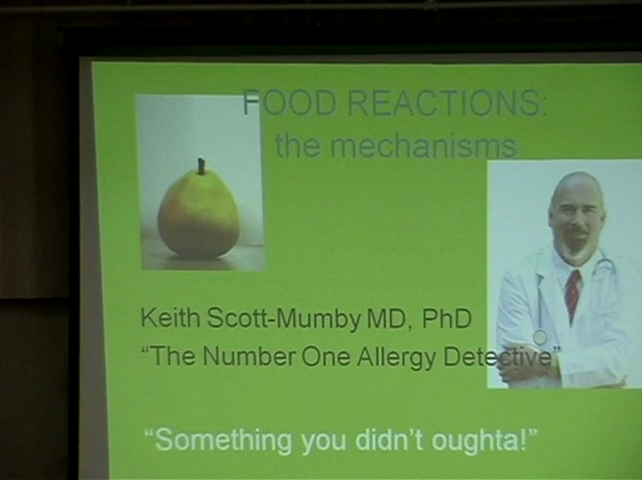 FOOD REACTIONS:
the mechanisms
Keith Scott-Mumby MD, PhD
“The Number One Allergy Detective”
“Something you didn’t oughta!”